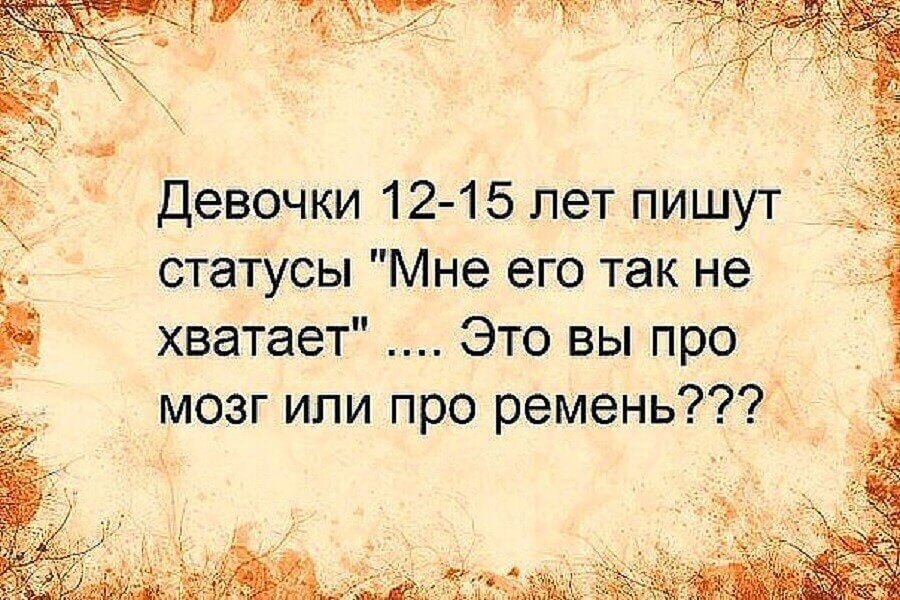 Девочки 12-15 лет пишут
статусы "Мне его так не
хватает" .... Это вы про
мозг или про ремень???